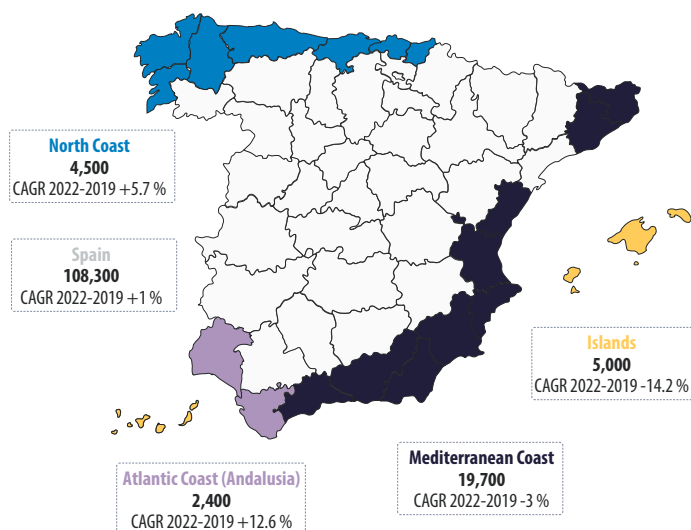 North Coast
4,500
CAGR 2022-2019 +5.7 %
Spain
108,300
CAGR 2022-2019 +1 %
Islands
5,000
CAGR 2022-2019 -14.2 %
Mediterranean Coast
19,700
CAGR 2022-2019 -3 %
Atlantic Coast (Andalusia)
2,400
CAGR 2022-2019 +12.6 %